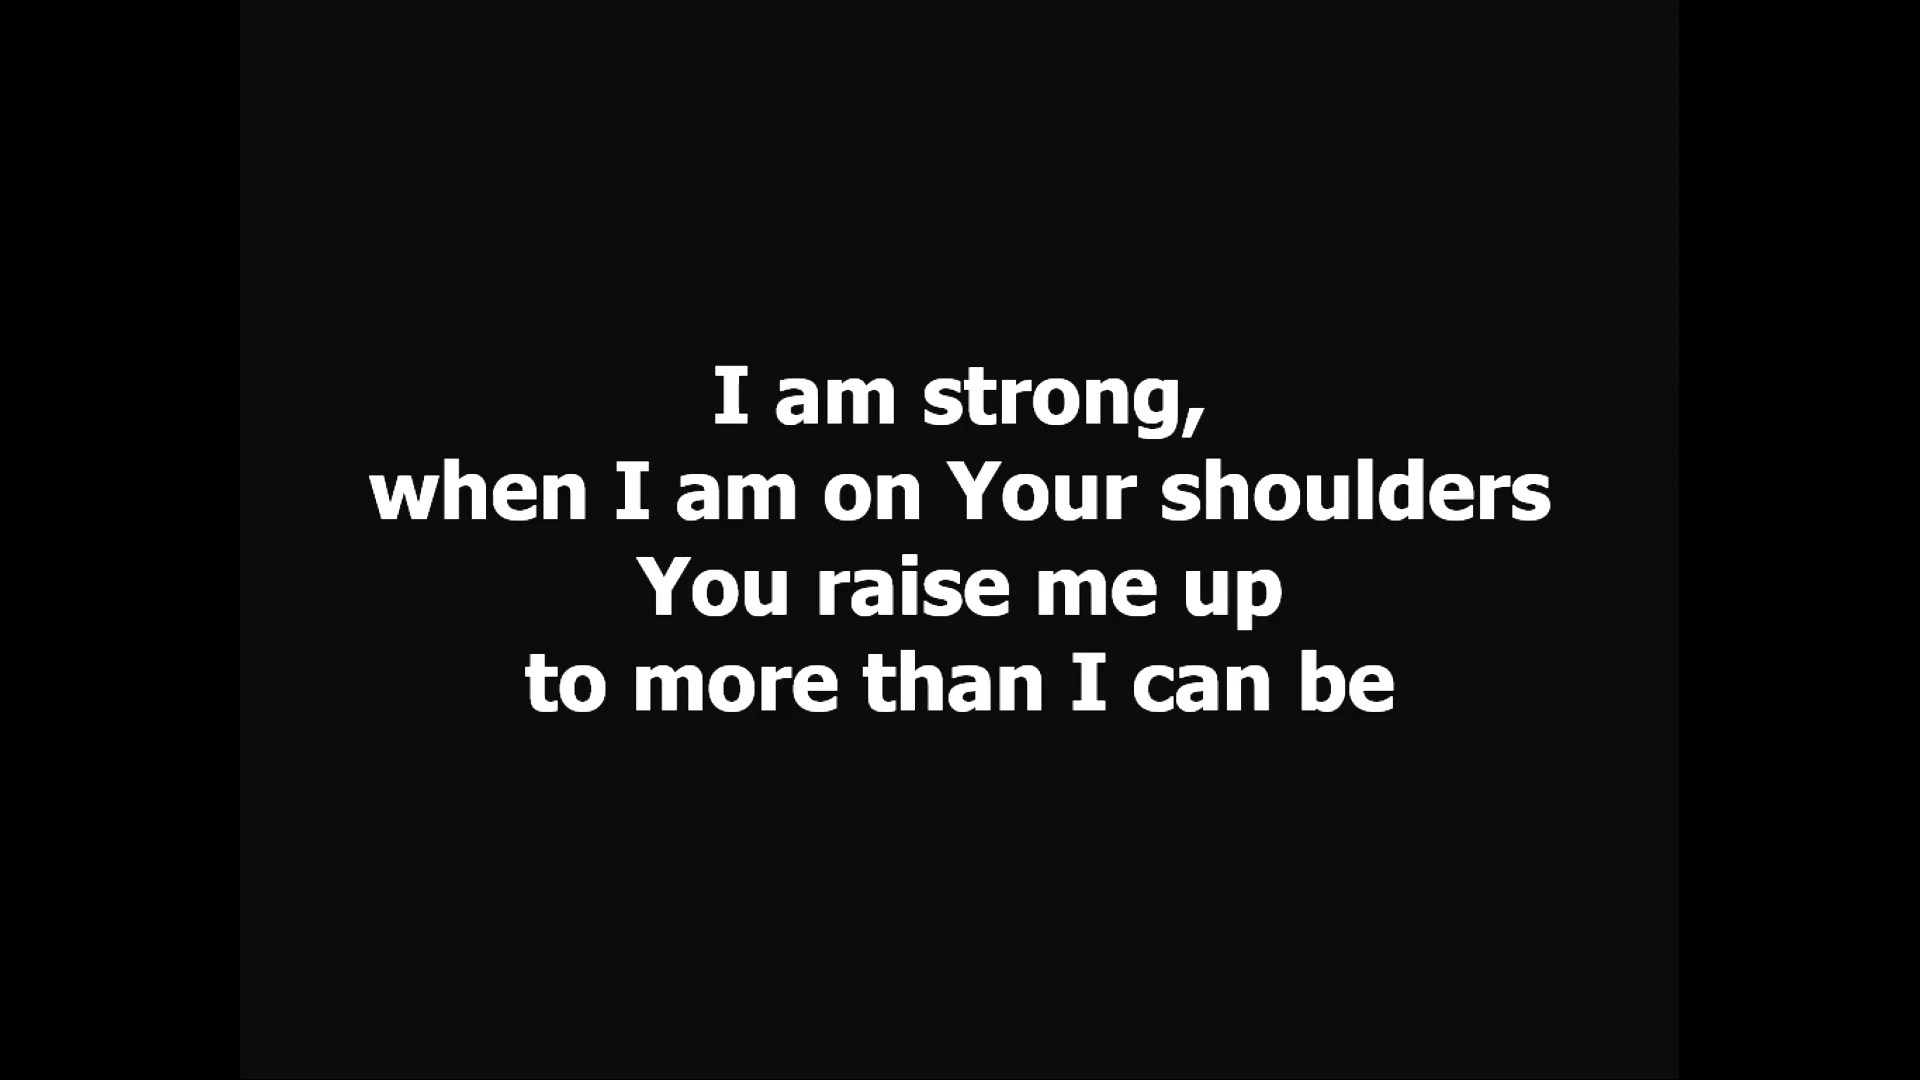 I am strong,
when I am on Your shoulders
You raise me up
to more than I can be